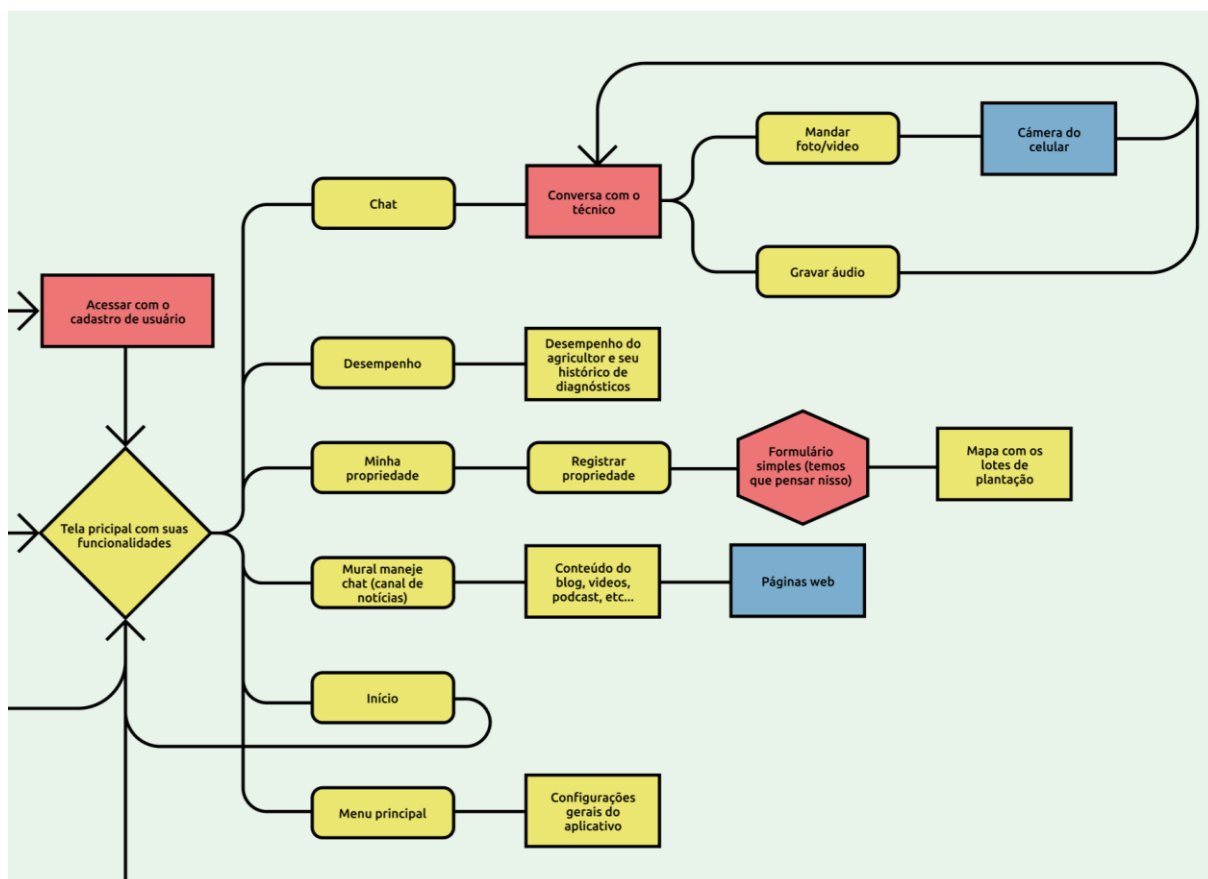 Mandar
foto/video
Cámera do
celular
Chat
Conversa com o
técnico
Gravar áudio
Acessar com o
cadastro de usuário
Desempenho
Desempenho do
agricultor e seu
histórico de
diagnósticos
Minha
propriedade
Registrar
propriedade
Formulário
simples (temos
que pensar nisso)
Mapa com os
lotes de
plantação
Tela pricipal com suas
funcionalidades
Mural maneje
chat (canal de
notícias)
Conteúdo do
blog, videos,
podcast, etc...
Páginas web
Início
Menu principal
Configurações
gerais do
aplicativo